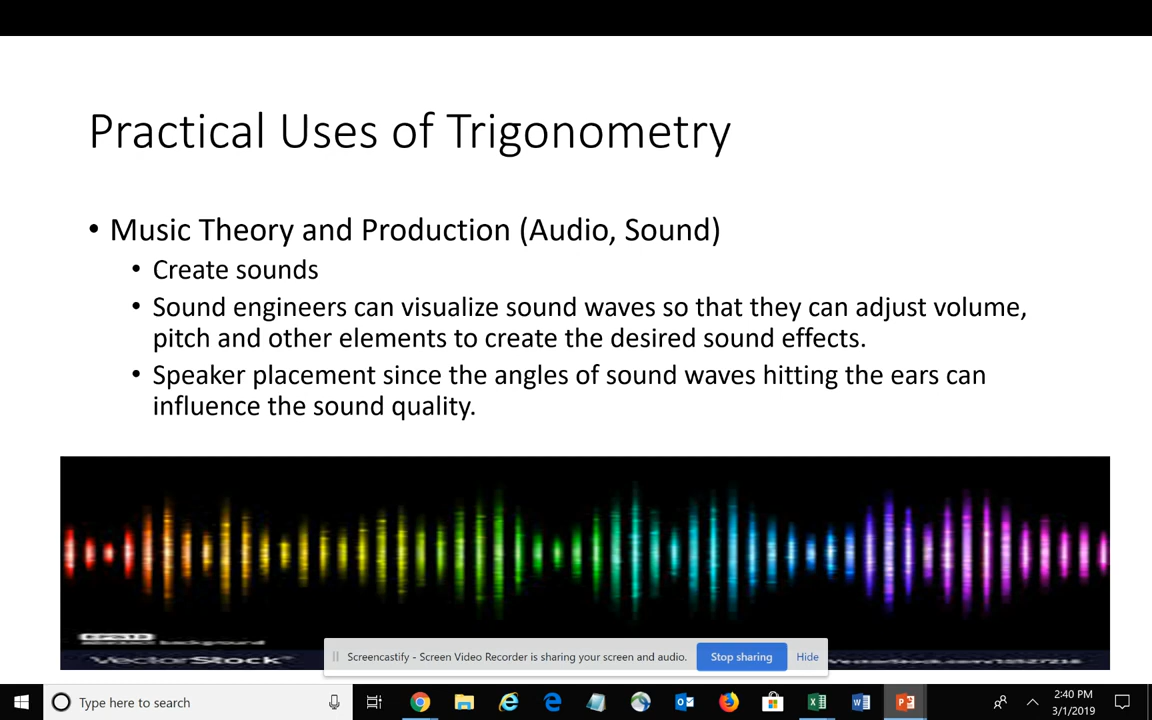 Practical Uses of Trigonometry
• Music Theory and Production (Audio, Sound)
• Create sounds
• Sound engineers can visualize sound waves so that they can adjust volume,
pitch and other elements to create the desired sound effects.
• Speaker placement since the angles of sound waves hitting the ears can
influence the sound quality.
EPS10
abstract background
VectorStock
Screencastify - Screen Video Recorder is sharing your screen and audio.
Stop sharing
Hide
Type here to search
2:40 PM
3/1/2019